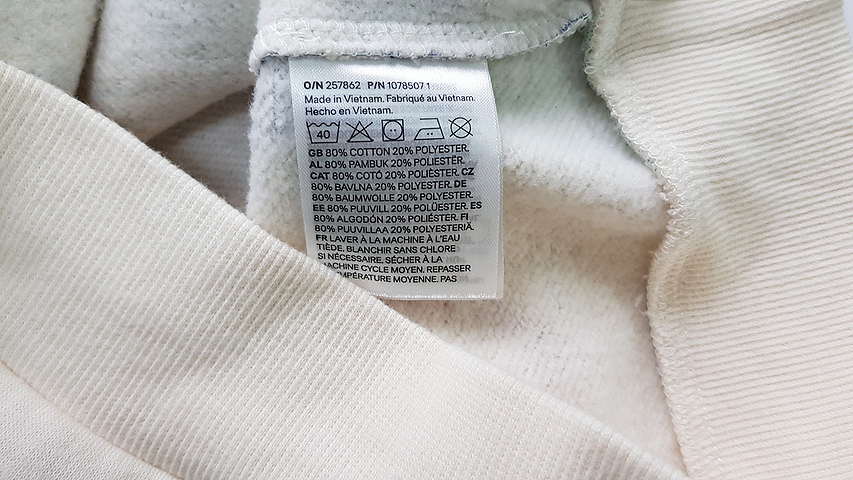 O/N 257862 P/N 1078507 1
Made in Vietnam. Fabriqué au Vietnam.
Hecho en Vietnam.
40
GB 80% COTTON 20% POLYESTER.
AL 80% PAMBUK 20% POLIESTËR.
CAT 80% COTÓ 20% POLIÈSTER. CZ
80% BAVLNA 20% POLYESTER. DE
80% BAUMWOLLE 20% POLYESTER.
EE 80% PUUVILL 20% POLÜESTER. ES
80% ALGODÓN 20% POLIÉSTER. FI
80% PUUVILLAA 20% POLYESTERIÄ.
FR LAVER À LA MACHINE À L'EAU
TIÈDE. BLANCHIR SANS CHLORE
SI NÉCESSAIRE. SÉCHER À LA
MACHINE CYCLE MOYEN. REPASSER
TEMPÉRATURE MOYENNE. PAS